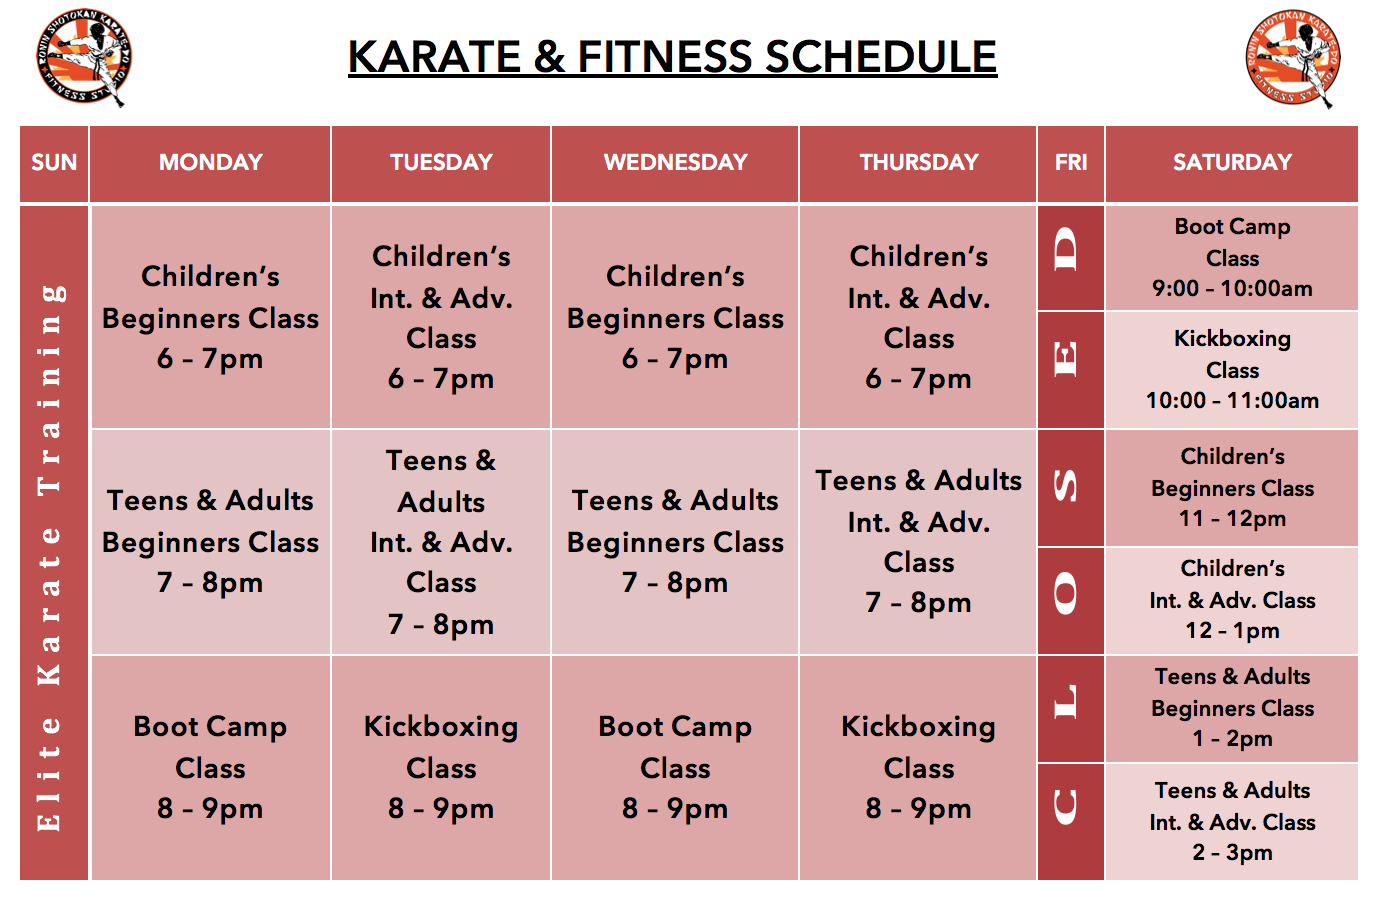 RONIN SHOTOKAN KARATE-DO
FITNESS STUDIO
KARATE & FITNESS SCHEDULE
RONIN SHOTOKAN KARATE-DO
FITNESS STUDIO
SUN
MONDAY
TUESDAY
WEDNESDAY
THURSDAY
FRI
SATURDAY
Elite Karate Training
Children’s
Beginners Class
6 – 7pm
Children’s
Int. & Adv.
Class
6 – 7pm
Children’s
Beginners Class
6 – 7pm
Children’s
Int. & Adv.
Class
6 – 7pm
CLOSED
Boot Camp
Class
9:00 – 10:00am
Kickboxing
Class
10:00 – 11:00am
Teens & Adults
Beginners Class
7 – 8pm
Teens &
Adults
Int. & Adv.
Class
7 – 8pm
Teens & Adults
Beginners Class
7 – 8pm
Teens & Adults
Int. & Adv.
Class
7 – 8pm
Children’s
Beginners Class
11 – 12pm
Children’s
Int. & Adv. Class
12 – 1pm
Boot Camp
Class
8 – 9pm
Kickboxing
Class
8 – 9pm
Boot Camp
Class
8 – 9pm
Kickboxing
Class
8 – 9pm
Teens & Adults
Beginners Class
1 – 2pm
Teens & Adults
Int. & Adv. Class
2 – 3pm